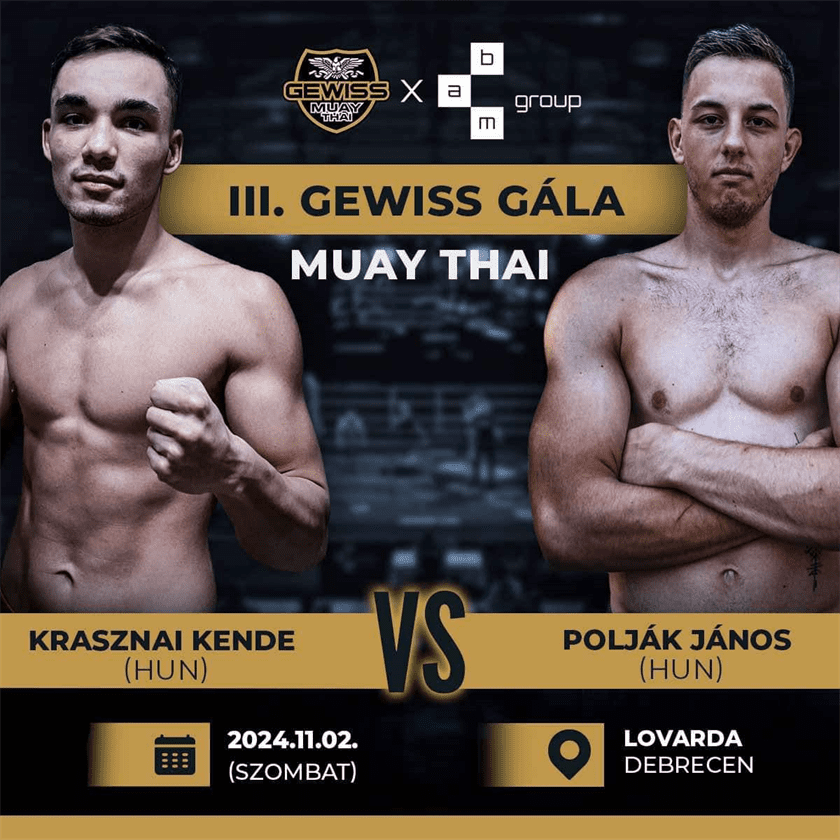 GEWISS
MUAY
THAI
X
b
a
m
group
III. GEWISS GÁLA
MUAY THAI
KRASZNAI KENDE
(HUN)
VS
POLJÁK JÁNOS
(HUN)
2024.11.02.
(SZOMBAT)
LOVARDA
DEBRECEN